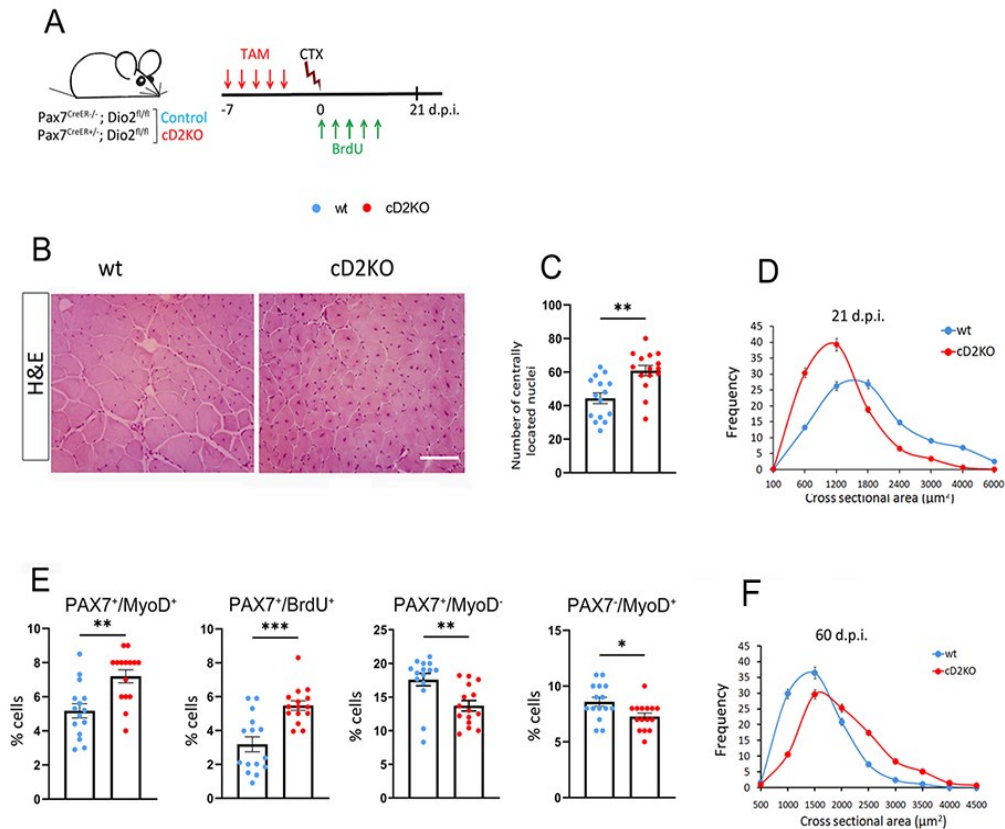 A
TAM
CTX
-7
0
21 d.p.i.
BrdU
Pax7CreER-/-; Dio2fl/fl
Control
Pax7CreER+/-; Dio2fl/fl
cD2KO
wt
cD2KO
B
wt
cD2KO
H&E
C
Number of centrally
located nuclei
100
80
60
40
20
0
**
D
21 d.p.i.
wt
cD2KO
Frequency
45
40
35
30
25
20
15
10
5
0
100 600 1200 1800 2400 3000 4000 6000
Cross sectional area (µm²)
E
PAX7+/MyoD+
% cells
10
8
6
4
2
0
**
PAX7+/BrdU+
% cells
10
8
6
4
2
0
***
PAX7+/MyoD-
% cells
25
20
15
10
5
0
**
PAX7-/MyoD+
% cells
15
10
5
0
*
F
60 d.p.i.
wt
cD2KO
Frequency
45
40
35
30
25
20
15
10
5
0
500 1000 1500 2000 2500 3000 3500 4000 4500
Cross sectional area (µm²)